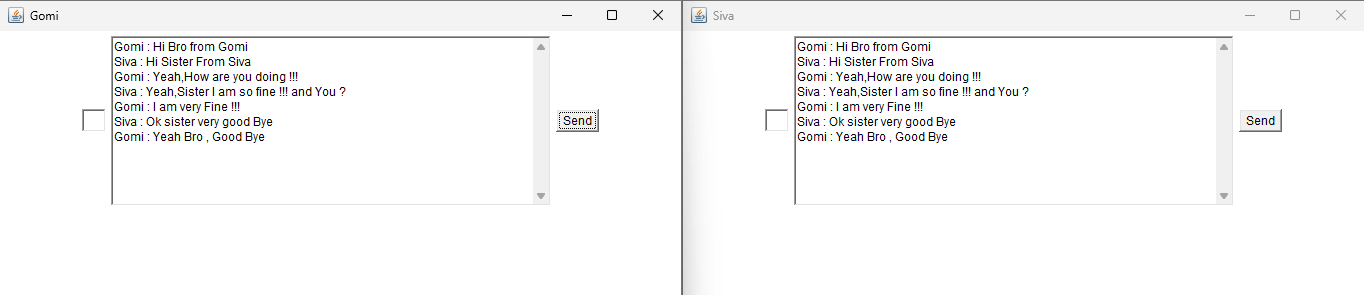 Gomi
Gomi : Hi Bro from Gomi
Siva : Hi Sister From Siva
Gomi : Yeah,How are you doing !!!
Siva : Yeah,Sister I am so fine !!! and You ?
Gomi : I am very Fine !!!
Siva : Ok sister very good Bye
Gomi : Yeah Bro , Good Bye
Send
Siva
Gomi : Hi Bro from Gomi
Siva : Hi Sister From Siva
Gomi : Yeah,How are you doing !!!
Siva : Yeah,Sister I am so fine !!! and You ?
Gomi : I am very Fine !!!
Siva : Ok sister very good Bye
Gomi : Yeah Bro , Good Bye
Send